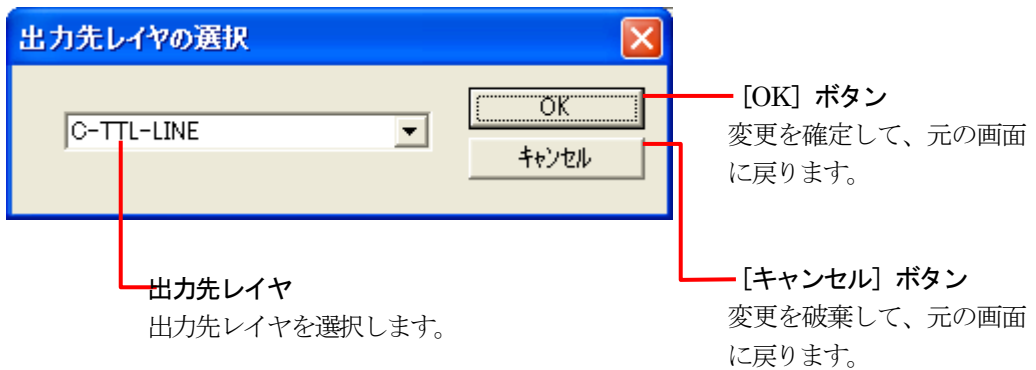 出力先レイヤの選択
C-TTL-LINE
OK
キャンセル
［OK］ボタン
変更を確定して、元の画面
に戻ります。
出力先レイヤ
出力先レイヤを選択します。
［キャンセル］ボタン
変更を破棄して、元の画面
に戻ります。